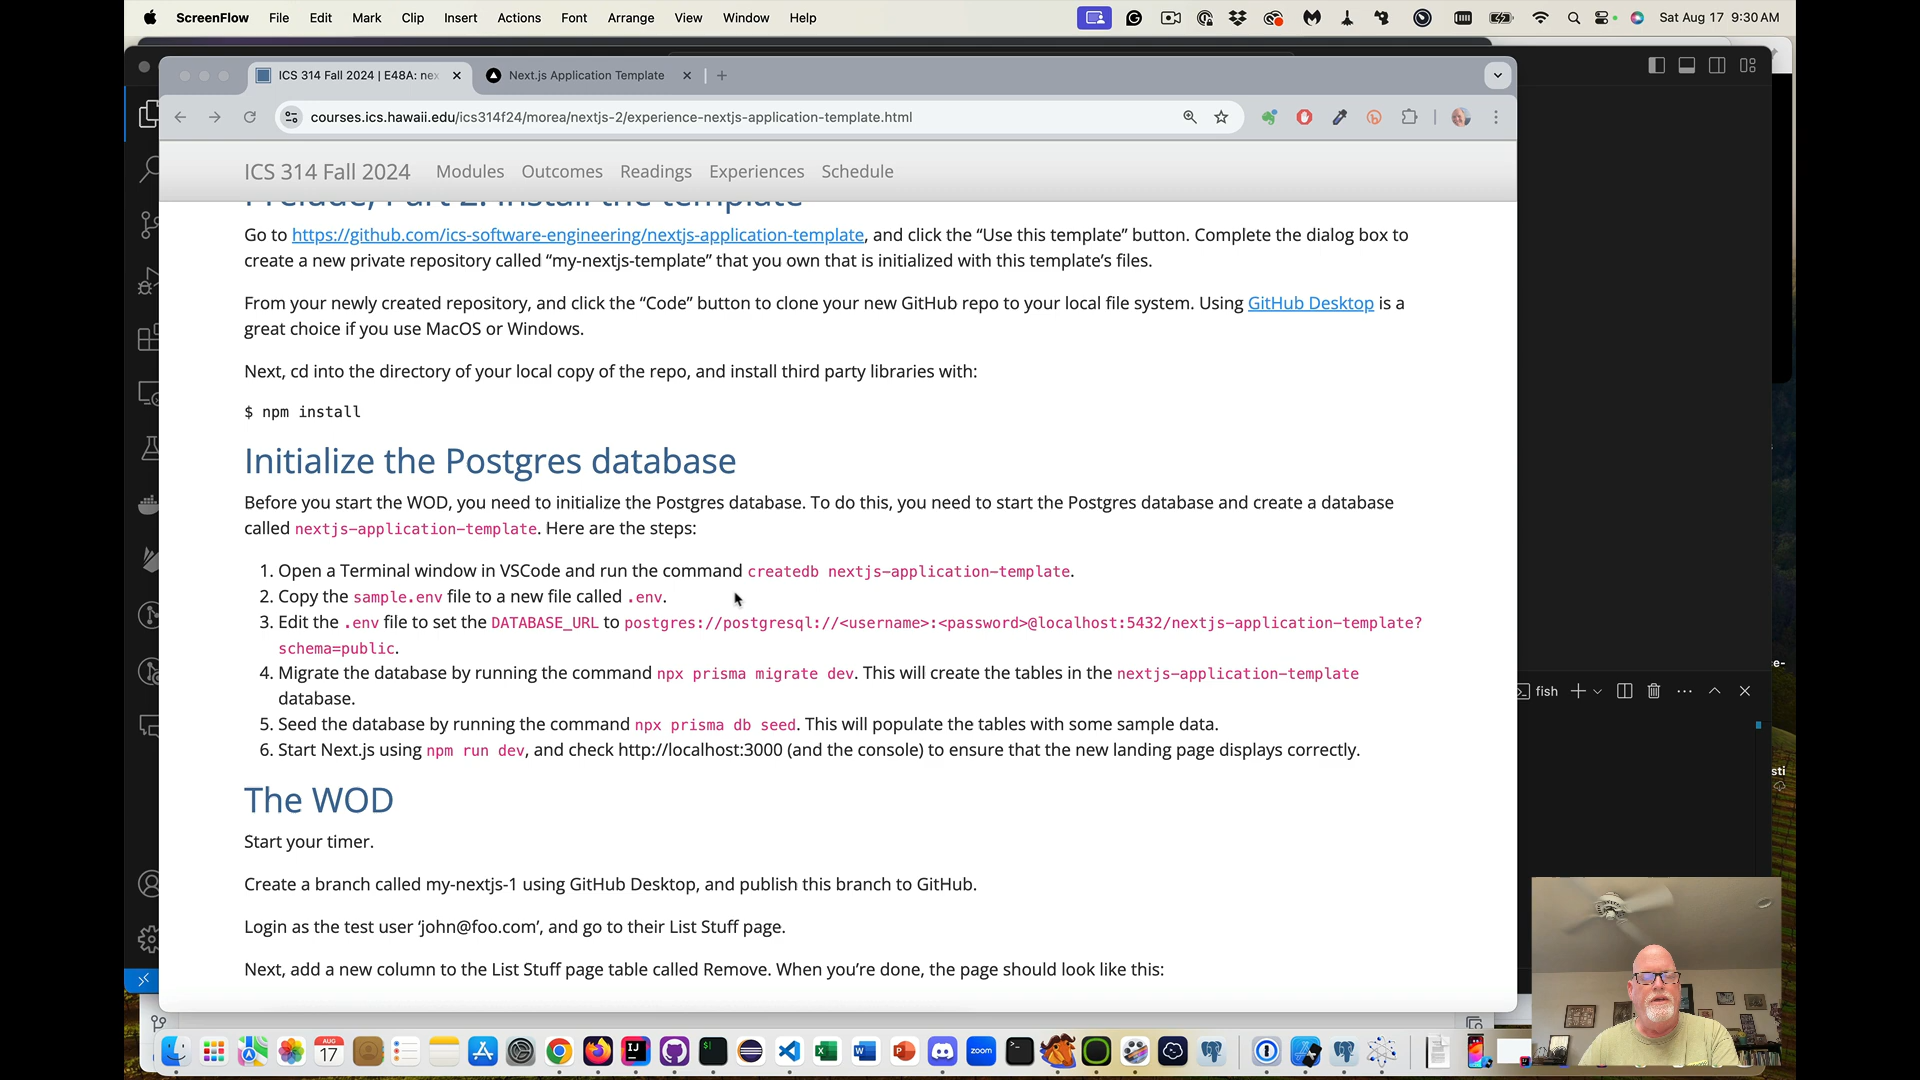 ScreenFlow File Edit Mark Clip Insert Actions Font Arrange View Window Help Sat Aug 17 9:30 AM
ICS 314 Fall 2024 | E48A: nex Next.js Application Template
courses.ics.hawaii.edu/ics314f24/morea/nextjs-2/experience-nextjs-application-template.html
ICS 314 Fall 2024 Modules Outcomes Readings Experiences Schedule
Prelude, Part 2: Install the template
Go to https://github.com/ics-software-engineering/nextjs-application-template, and click the “Use this template” button. Complete the dialog box to
create a new private repository called “my-nextjs-template” that you own that is initialized with this template’s files.
From your newly created repository, and click the “Code” button to clone your new GitHub repo to your local file system. Using GitHub Desktop is a
great choice if you use MacOS or Windows.
Next, cd into the directory of your local copy of the repo, and install third party libraries with:
$ npm install
Initialize the Postgres database
Before you start the WOD, you need to initialize the Postgres database. To do this, you need to start the Postgres database and create a database
called nextjs-application-template. Here are the steps:
1. Open a Terminal window in VSCode and run the command createdb nextjs-application-template.
2. Copy the sample.env file to a new file called .env.
3. Edit the .env file to set the DATABASE_URL to postgres://postgresql://<username>:<password>@localhost:5432/nextjs-application-template?
schema=public.
4. Migrate the database by running the command npx prisma migrate dev. This will create the tables in the nextjs-application-template
database.
5. Seed the database by running the command npx prisma db seed. This will populate the tables with some sample data.
6. Start Next.js using npm run dev, and check http://localhost:3000 (and the console) to ensure that the new landing page displays correctly.
The WOD
Start your timer.
Create a branch called my-nextjs-1 using GitHub Desktop, and publish this branch to GitHub.
Login as the test user ‘john@foo.com’, and go to their List Stuff page.
Next, add a new column to the List Stuff page table called Remove. When you’re done, the page should look like this:
e-
fish
sti
AUG
17
zoom